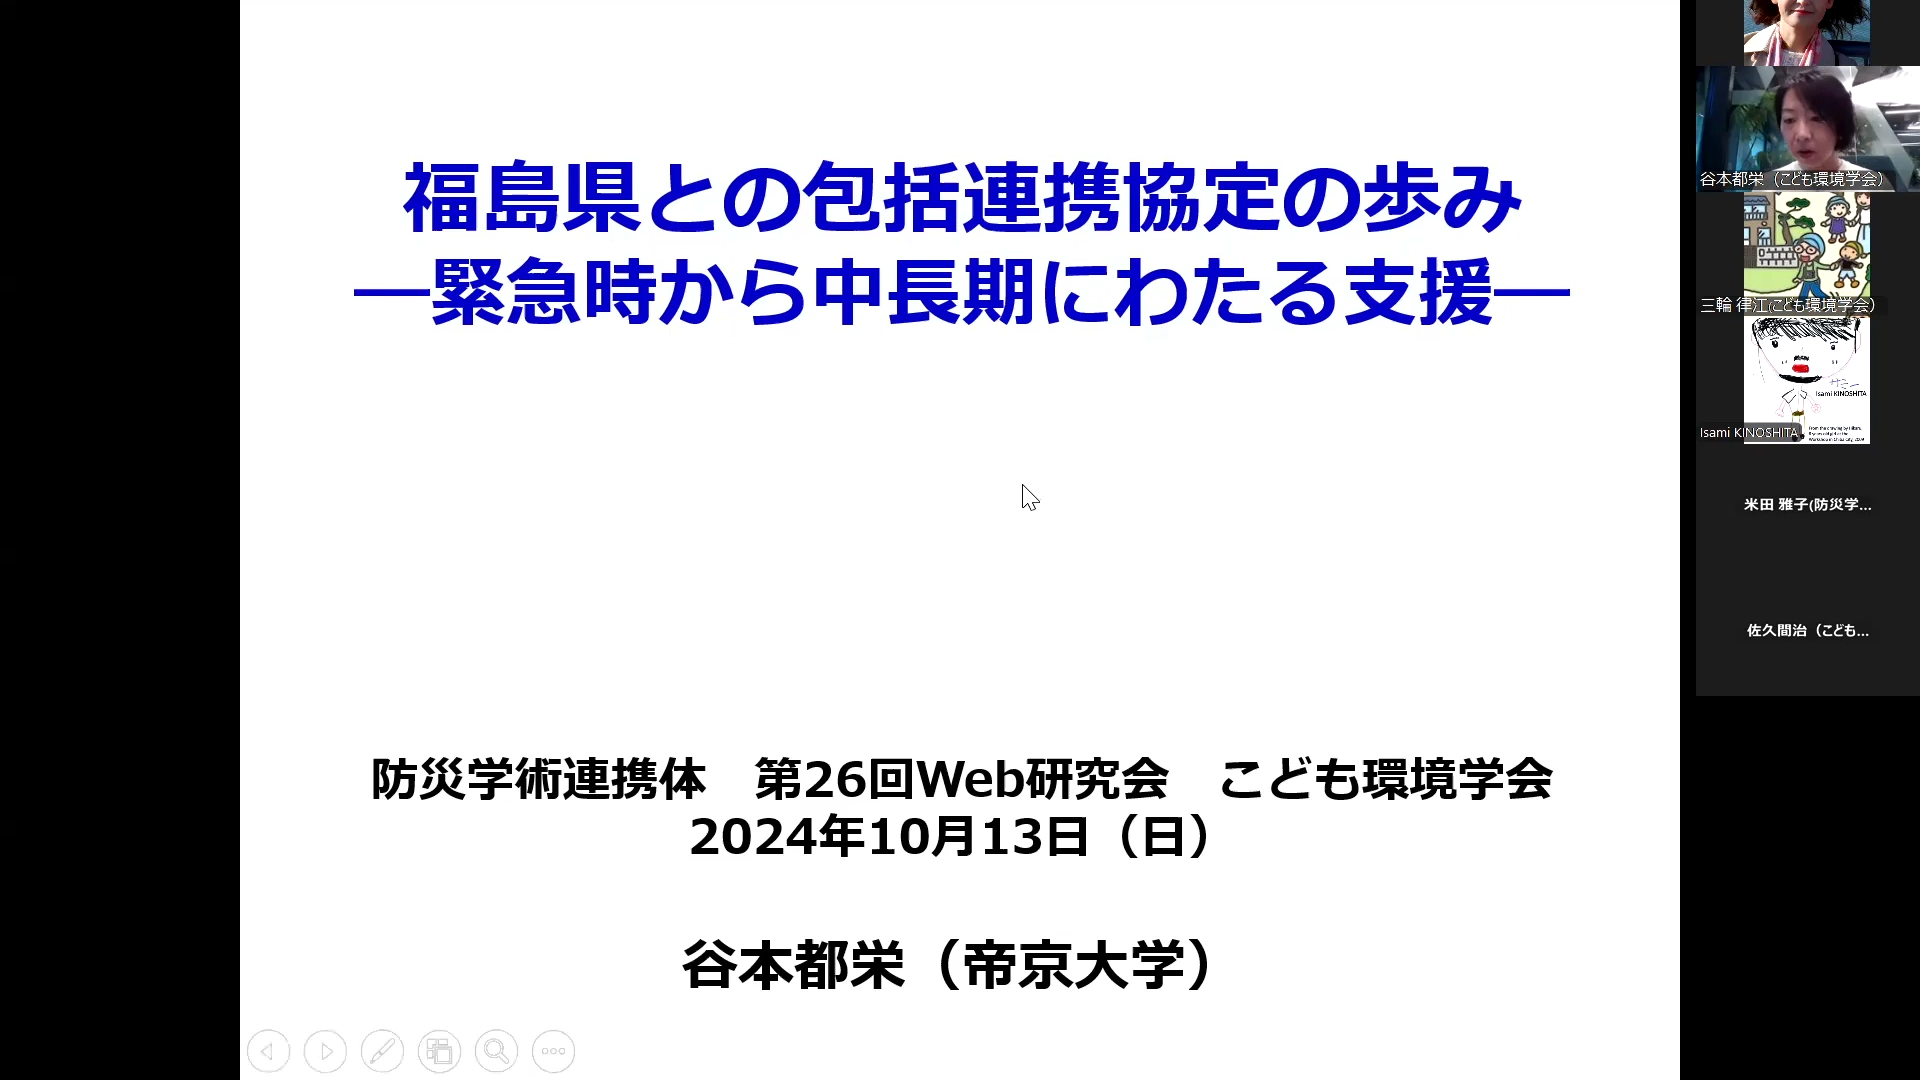 福島県との包括連携協定の歩み
―緊急時から中長期にわたる支援―
防災学術連携体　第26回Web研究会　こども環境学会
2024年10月13日（日）
谷本都栄（帝京大学）
谷本都栄（こども環境学会）
三輪 律江(こども環境学会）
Isami KINOSHITA
Isami KINOSHITA
米田 雅子(防災学...
佐久間治（こども...